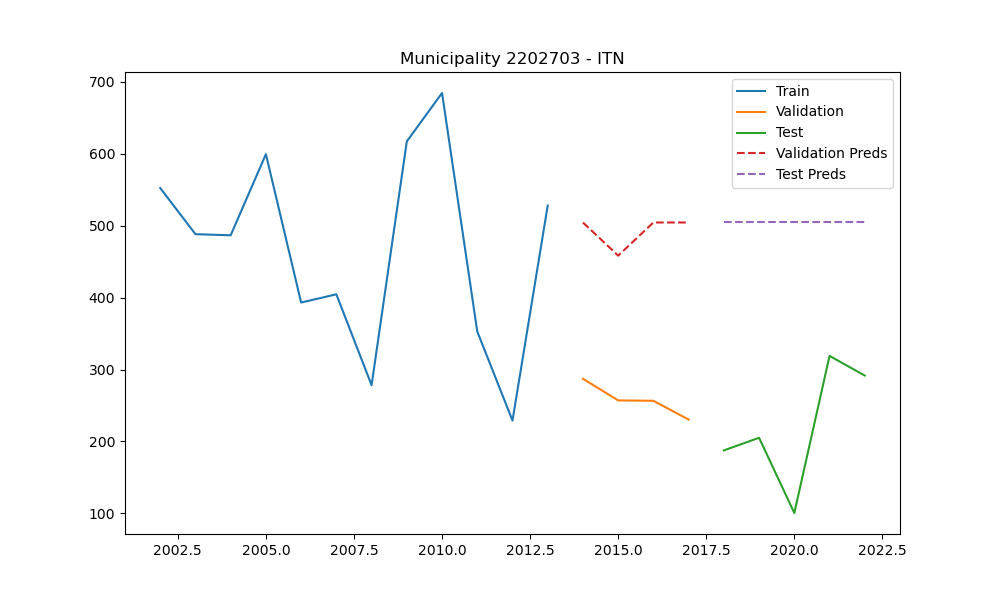 Municipality 2202703 - ITN
700
600
500
400
300
200
100
Train
Validation
Test
Validation Preds
Test Preds
2002.5 2005.0 2007.5 2010.0 2012.5 2015.0 2017.5 2020.0 2022.5